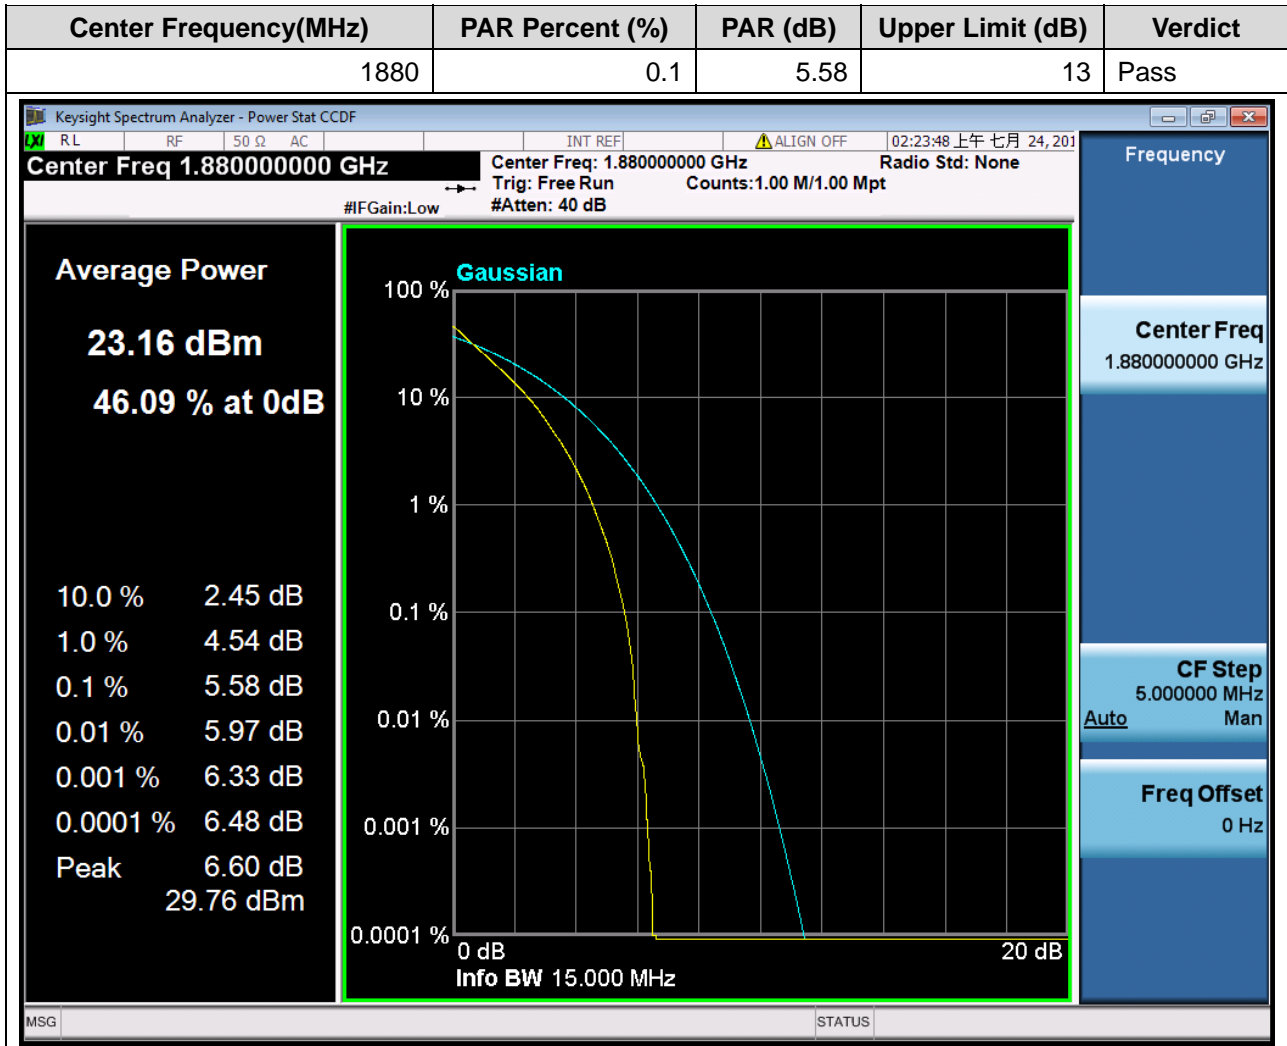 Center Frequency(MHz) PAR Percent (%) PAR (dB) Upper Limit (dB) Verdict
1880 0.1 5.58 13 Pass
Keysight Spectrum Analyzer - Power Stat CCDF
LXI RL RF 50 Ω AC INT REF ALIGN OFF 02:23:48 上午 七月 24, 201
Center Freq 1.880000000 GHz
Center Freq: 1.880000000 GHz Radio Std: None
Trig: Free Run Counts:1.00 M/1.00 Mpt
#IFGain:Low #Atten: 40 dB
Average Power
23.16 dBm
46.09 % at 0dB
10.0 % 2.45 dB
1.0 % 4.54 dB
0.1 % 5.58 dB
0.01 % 5.97 dB
0.001 % 6.33 dB
0.0001 % 6.48 dB
Peak 6.60 dB
29.76 dBm
Gaussian
100 %
10 %
1 %
0.1 %
0.01 %
0.001 %
0.0001 %
0 dB 20 dB
Info BW 15.000 MHz
Frequency
Center Freq
1.880000000 GHz
CF Step
5.000000 MHz
Auto Man
Freq Offset
0 Hz
MSG STATUS